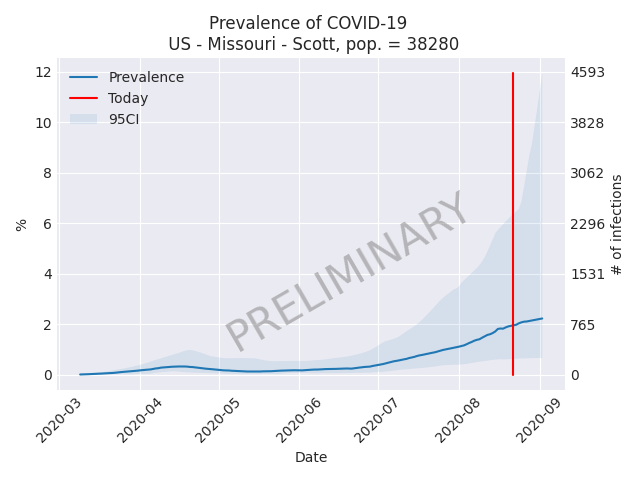 Prevalence of COVID-19
US - Missouri - Scott, pop. = 38280
Prevalence
Today
95CI
PRELIMINARY
%
12
10
8
6
4
2
0
4593
3828
3062
2296
1531
765
0
# of infections
2020-03
2020-04
2020-05
2020-06
2020-07
2020-08
2020-09
Date